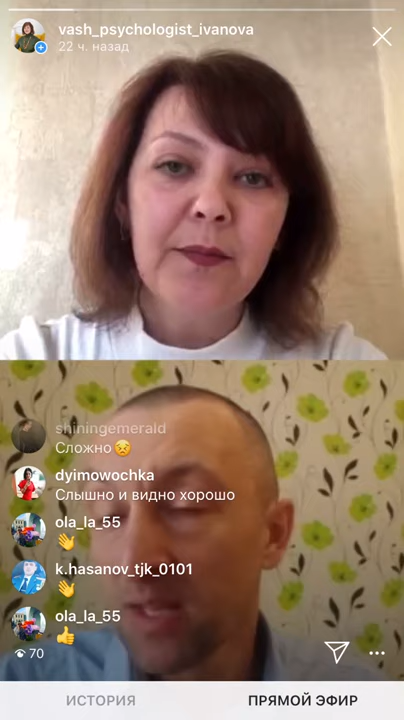 vash_psychologist_ivanova
22 ч. назад
shiningemerald
Сложно😣
dyimowochka
Слышно и видно хорошо
ola_la_55
👋
k.hasanov_tjk_0101
👋
ola_la_55
👍
70
ИСТОРИЯ ПРЯМОЙ ЭФИР